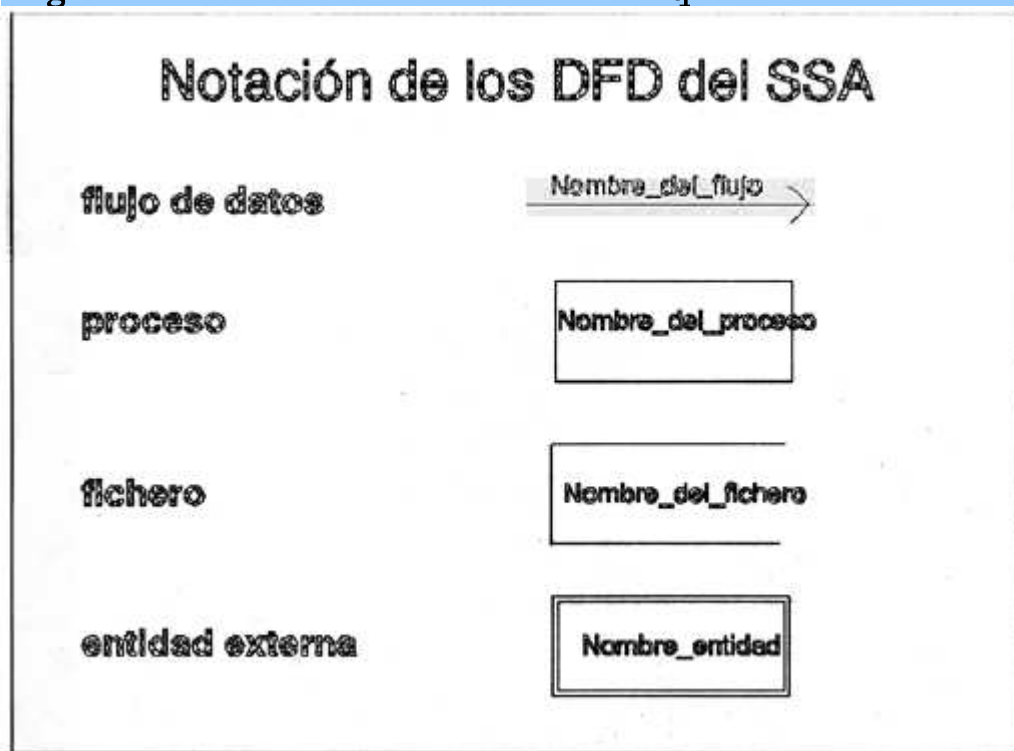 Notación de los DFD del SSA
flujo de datos
Nombre_del_flujo
proceso
Nombre_del_proceso
fichero
Nombre_del_fichero
entidad externa
Nombre_entidad